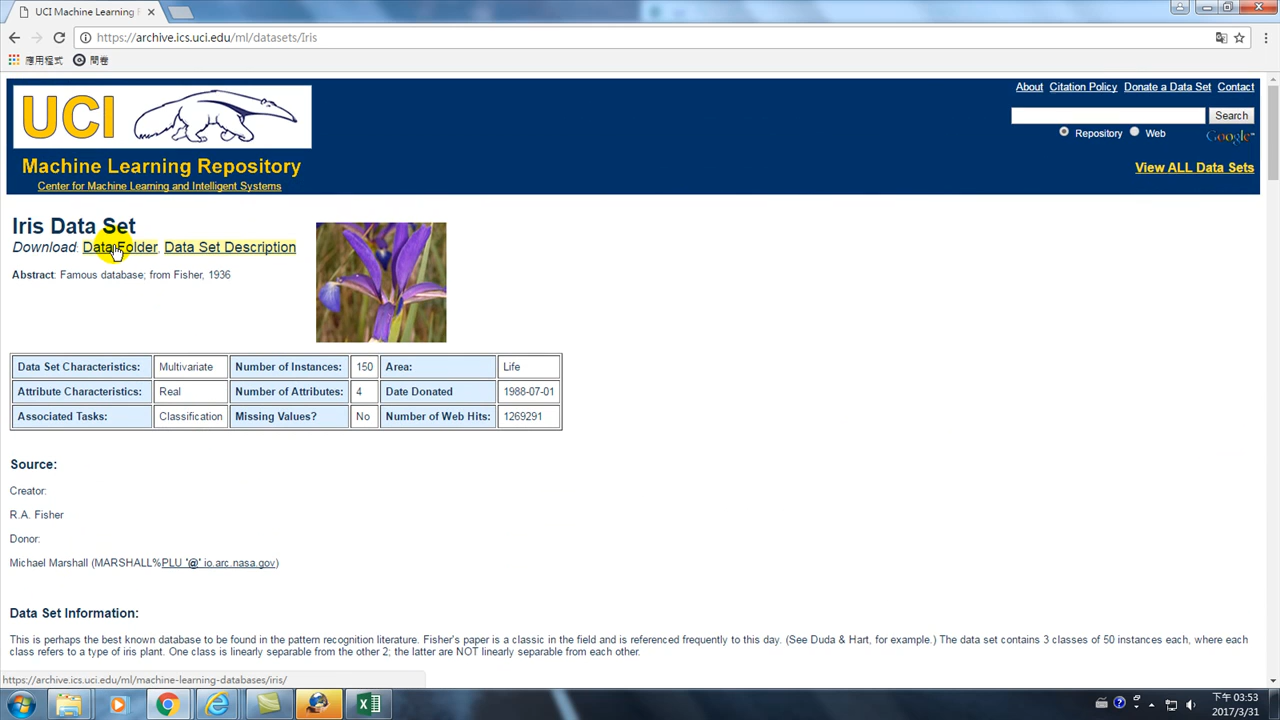 UCI Machine Learning
https://archive.ics.uci.edu/ml/datasets/Iris
應用程式 問卷
UCI
Machine Learning Repository
Center for Machine Learning and Intelligent Systems
About Citation Policy Donate a Data Set Contact
Search
Repository Web Google™
View ALL Data Sets
Iris Data Set
Download: Data Folder, Data Set Description
Abstract: Famous database; from Fisher, 1936
Data Set Characteristics: Multivariate Number of Instances: 150 Area: Life
Attribute Characteristics: Real Number of Attributes: 4 Date Donated 1988-07-01
Associated Tasks: Classification Missing Values? No Number of Web Hits: 1269291
Source:
Creator:
R.A. Fisher
Donor:
Michael Marshall (MARSHALL%PLU '@' io.arc.nasa.gov)
Data Set Information:
This is perhaps the best known database to be found in the pattern recognition literature. Fisher's paper is a classic in the field and is referenced frequently to this day. (See Duda & Hart, for example.) The data set contains 3 classes of 50 instances each, where each
class refers to a type of iris plant. One class is linearly separable from the other 2; the latter are NOT linearly separable from each other.
https://archive.ics.uci.edu/ml/machine-learning-databases/iris/
下午 03:53
2017/3/31